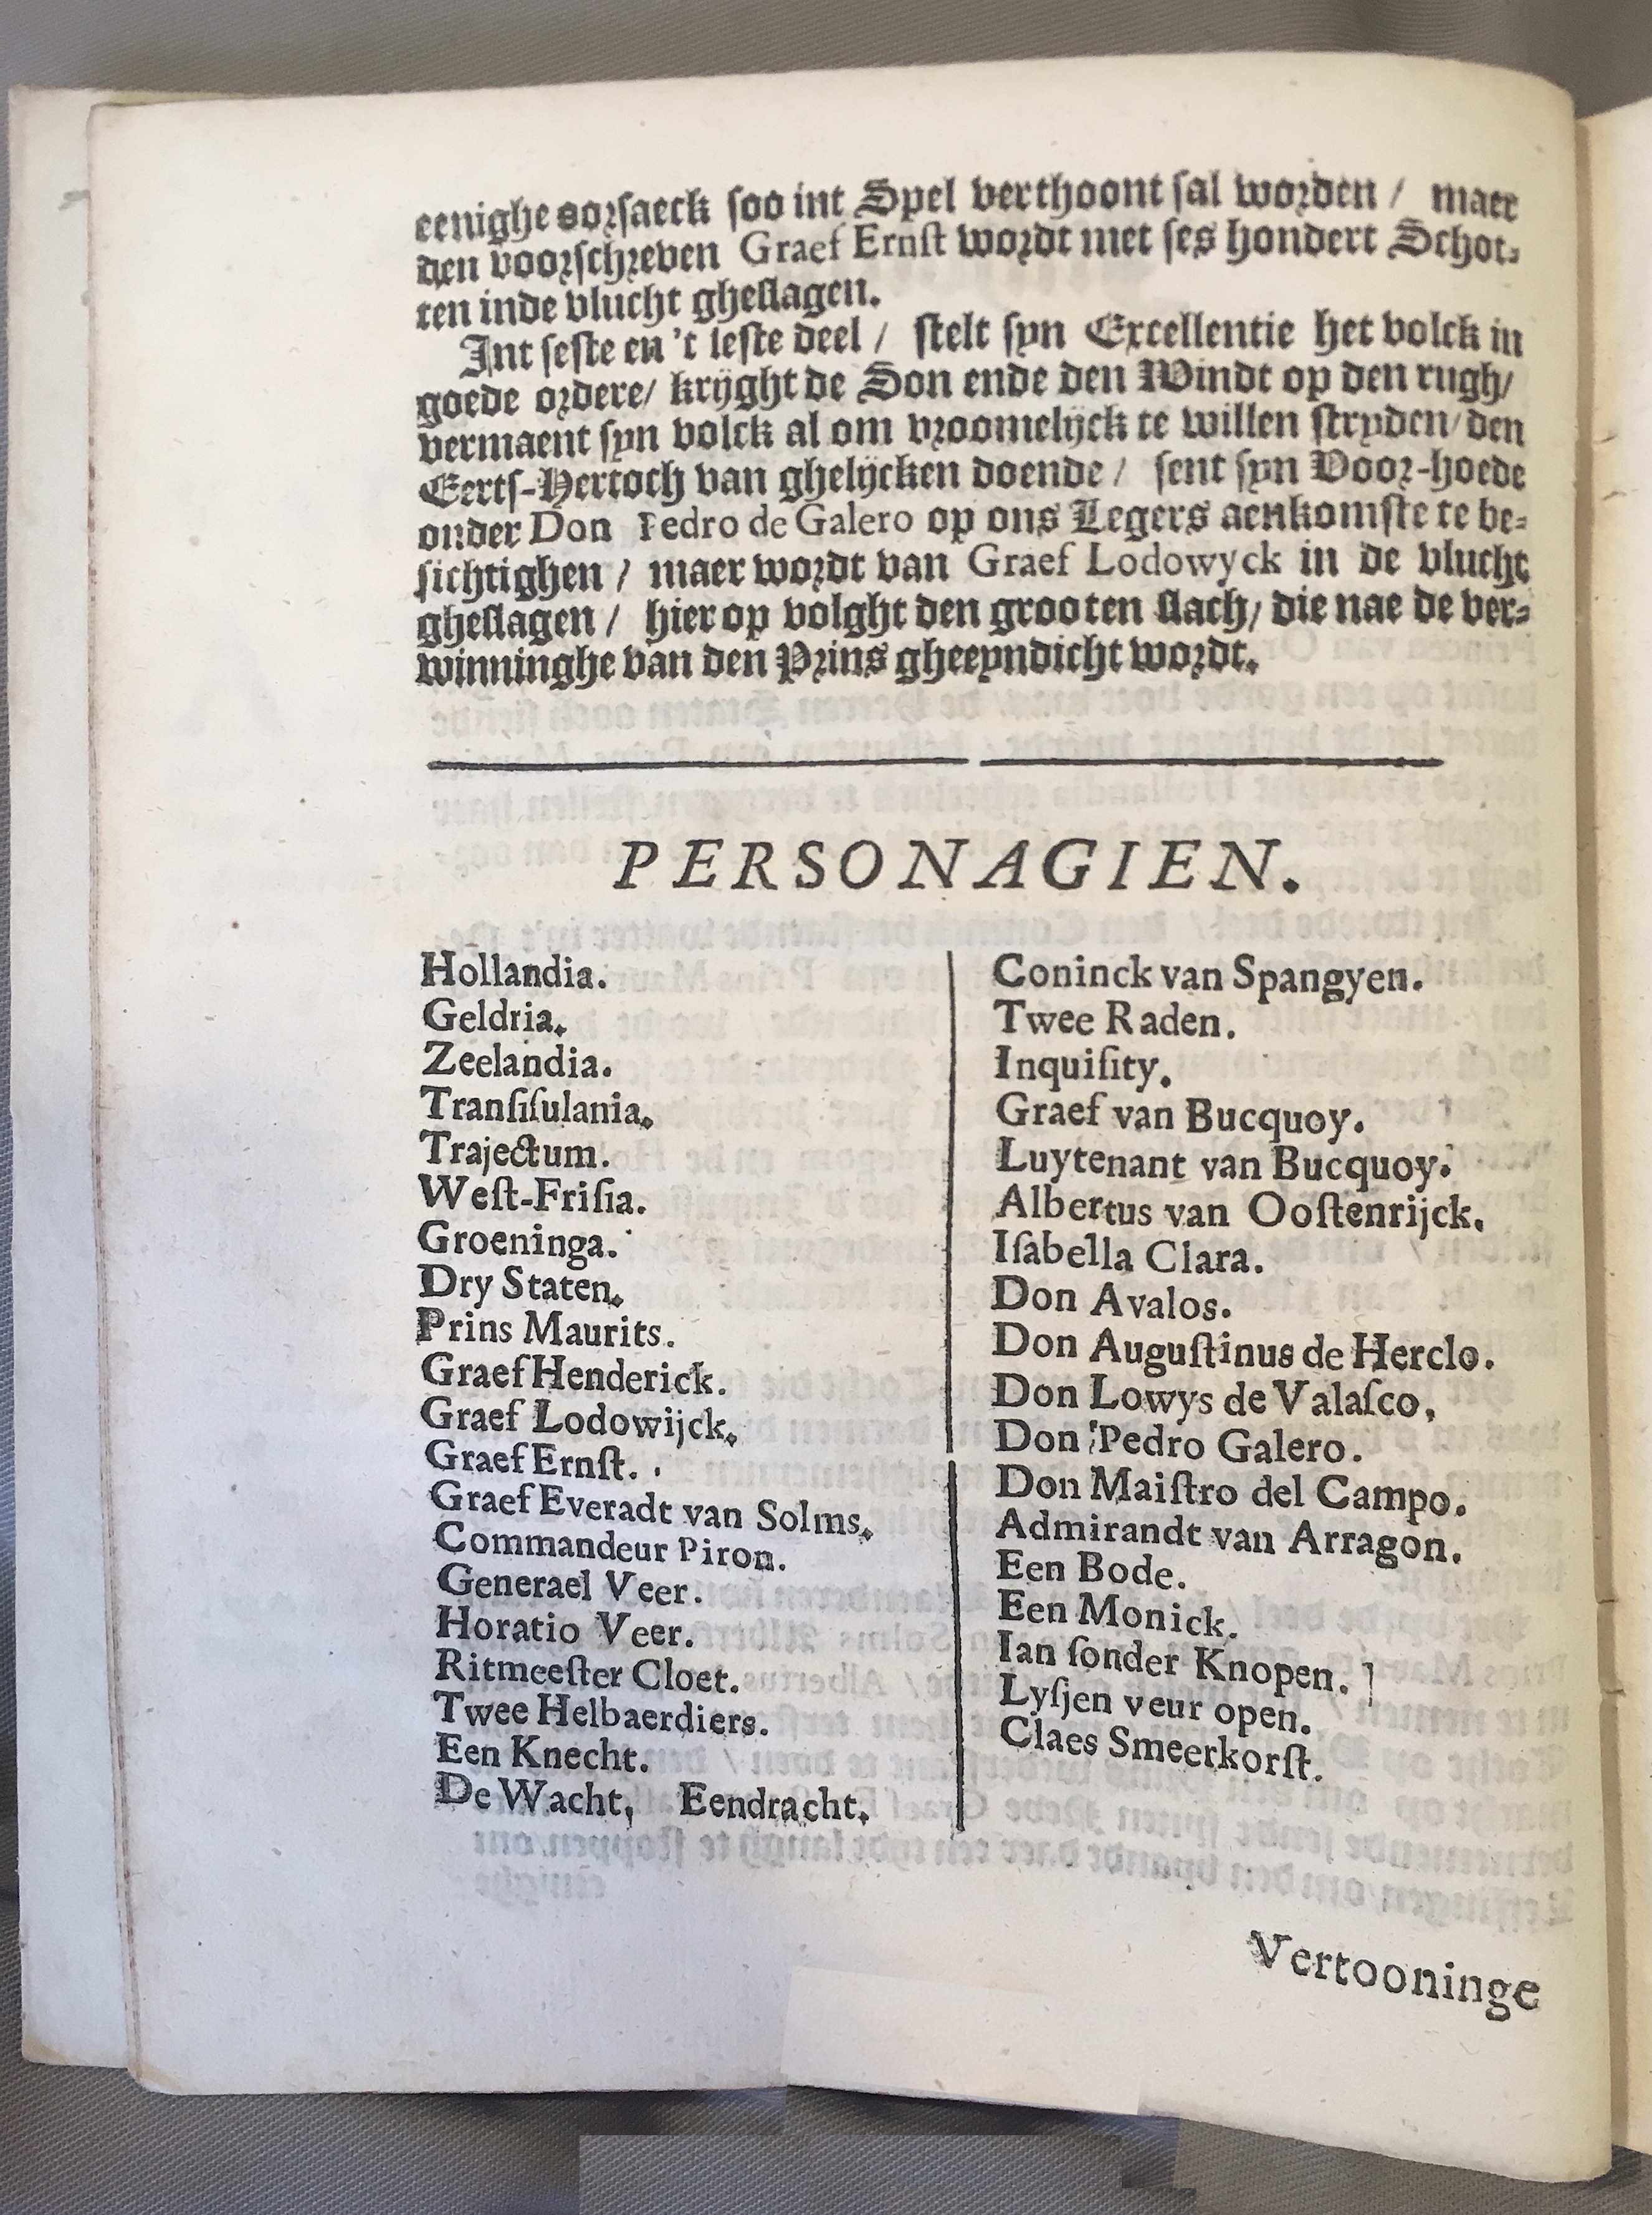 eenighe oorsaeck soo int Spel verthoont sal worden / maer
den voorschreven Graef Ernst wordt met ses hondert Schot-
ten inde vlucht gheslagen.
Int seste en 't leste deel / stelt syn Excellentie het volck in
goede ordere/ krijght de Son ende den Windt op den rugh/
vermaent syn volck al om vroomelijck te willen stryden/ den
Eerts-Hertoch van ghelijcken doende / sent syn Voor-hoede
onder Don Pedro de Galero op ons Legers aenkomste te be-
sichtighen / maer wordt van Graef Lodowyck in de vlucht
gheslagen / hier op volght den grooten slach/ die nae de ver-
winninghe van den Prins gheeyndicht wordt.
PERSONAGIEN.
Hollandia.
Geldria.
Zeelandia.
Transisulania.
Trajectum.
West-Frisia.
Groeninga.
Dry Staten.
Prins Maurits.
Graef Henderick.
Graef Lodowijck.
Graef Ernst.
Graef Everadt van Solms.
Commandeur Piron.
Generael Veer.
Horatio Veer.
Ritmeester Cloet.
Twee Helbaerdiers.
Een Knecht.
De Wacht, Eendracht.
Coninck van Spangyen.
Twee Raden.
Inquisity.
Graef van Bucquoy.
Luytenant van Bucquoy.
Albertus van Oostenrijck.
Isabella Clara.
Don Avalos.
Don Augustinus de Herclo.
Don Lowys de Valasco,
Don Pedro Galero.
Don Maistro del Campo.
Admirandt van Arragon.
Een Bode.
Een Monick.
Ian sonder Knopen. ]
Lysjen veur open.
Claes Smeerkorst.
Vertooninge